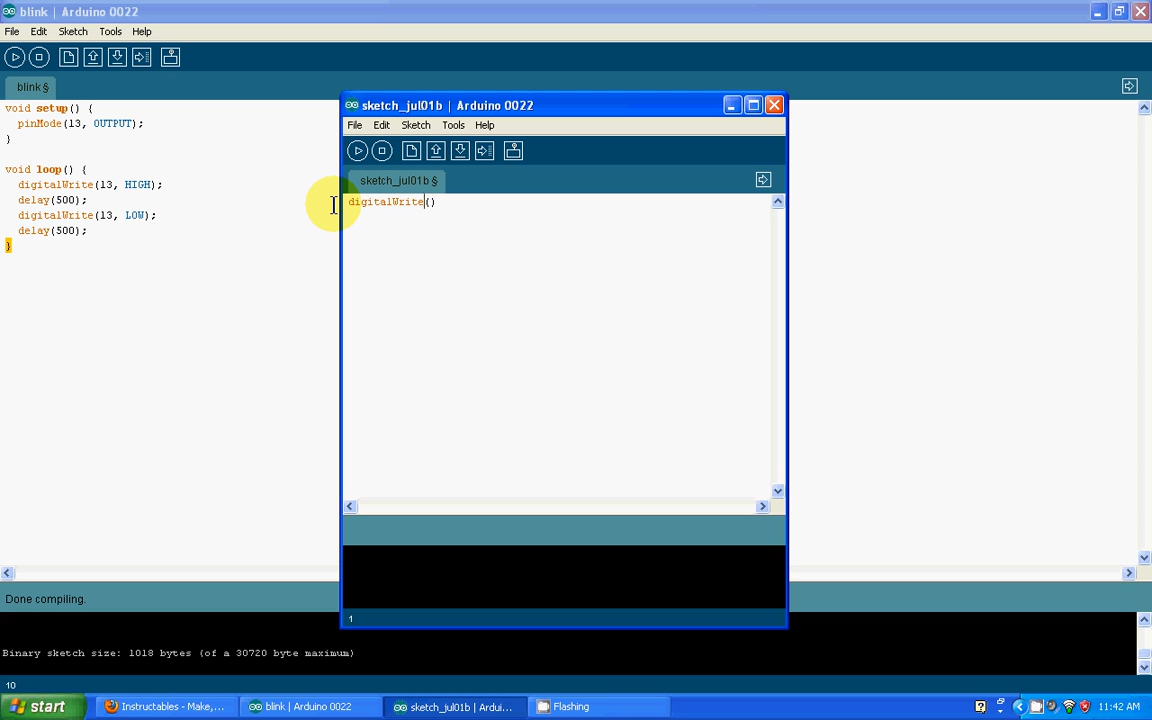 blink | Arduino 0022
File Edit Sketch Tools Help
blink §
void setup() {
  pinMode(13, OUTPUT);
}
void loop() {
  digitalWrite(13, HIGH);
  delay(500);
  digitalWrite(13, LOW);
  delay(500);
}
sketch_jul01b | Arduino 0022
File Edit Sketch Tools Help
sketch_jul01b §
digitalWrite()
1
Done compiling.
Binary sketch size: 1018 bytes (of a 30720 byte maximum)
10
start
Instructables - Make,...
blink | Arduino 0022
sketch_jul01b | Ardui...
Flashing
11:42 AM